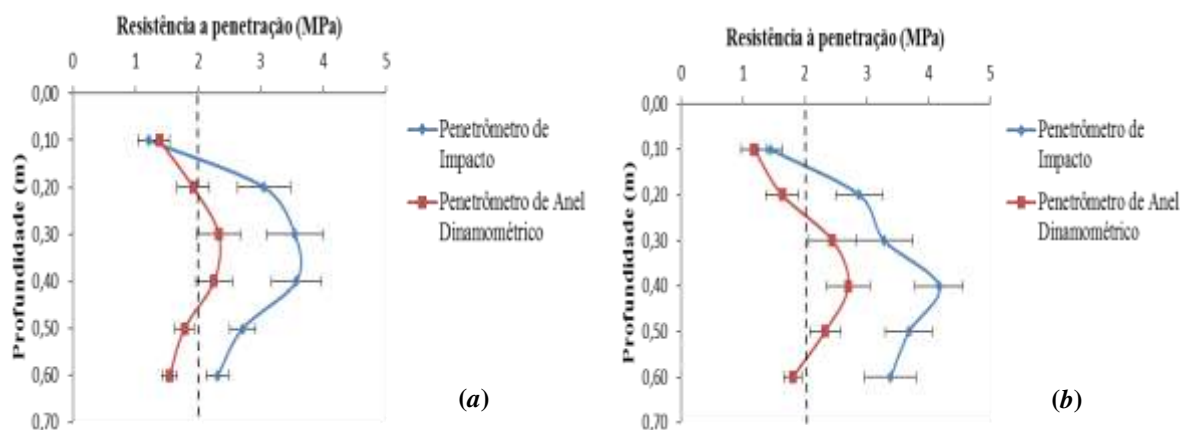 Resistência a penetração (MPa)
0 1 2 3 4 5
0,00
0,10
0,20
0,30
0,40
0,50
0,60
0,70
Profundidade (m)
Penetrômetro de
Impacto
Penetrômetro de Anel
Dinamométrico
(a)
Resistência à penetração (MPa)
0 1 2 3 4 5
0,00
0,10
0,20
0,30
0,40
0,50
0,60
0,70
Profundidade (m)
Penetrômetro de
Impacto
Penetrômetro de Anel
Dinamométrico
(b)